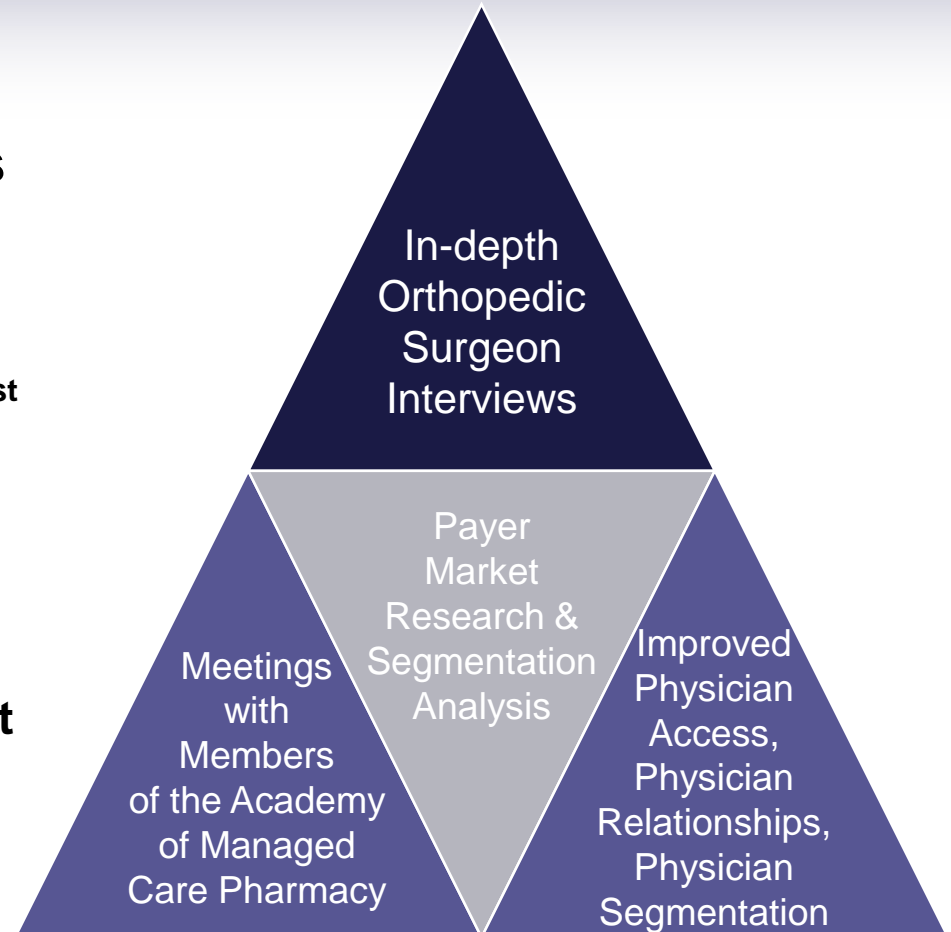 s
st
t
In-depth
Orthopedic
Surgeon
Interviews
Payer
Market
Research &
Segmentation
Analysis
Meetings
with
Members
of the Academy
of Managed
Care Pharmacy
Improved
Physician
Access,
Physician
Relationships,
Physician
Segmentation